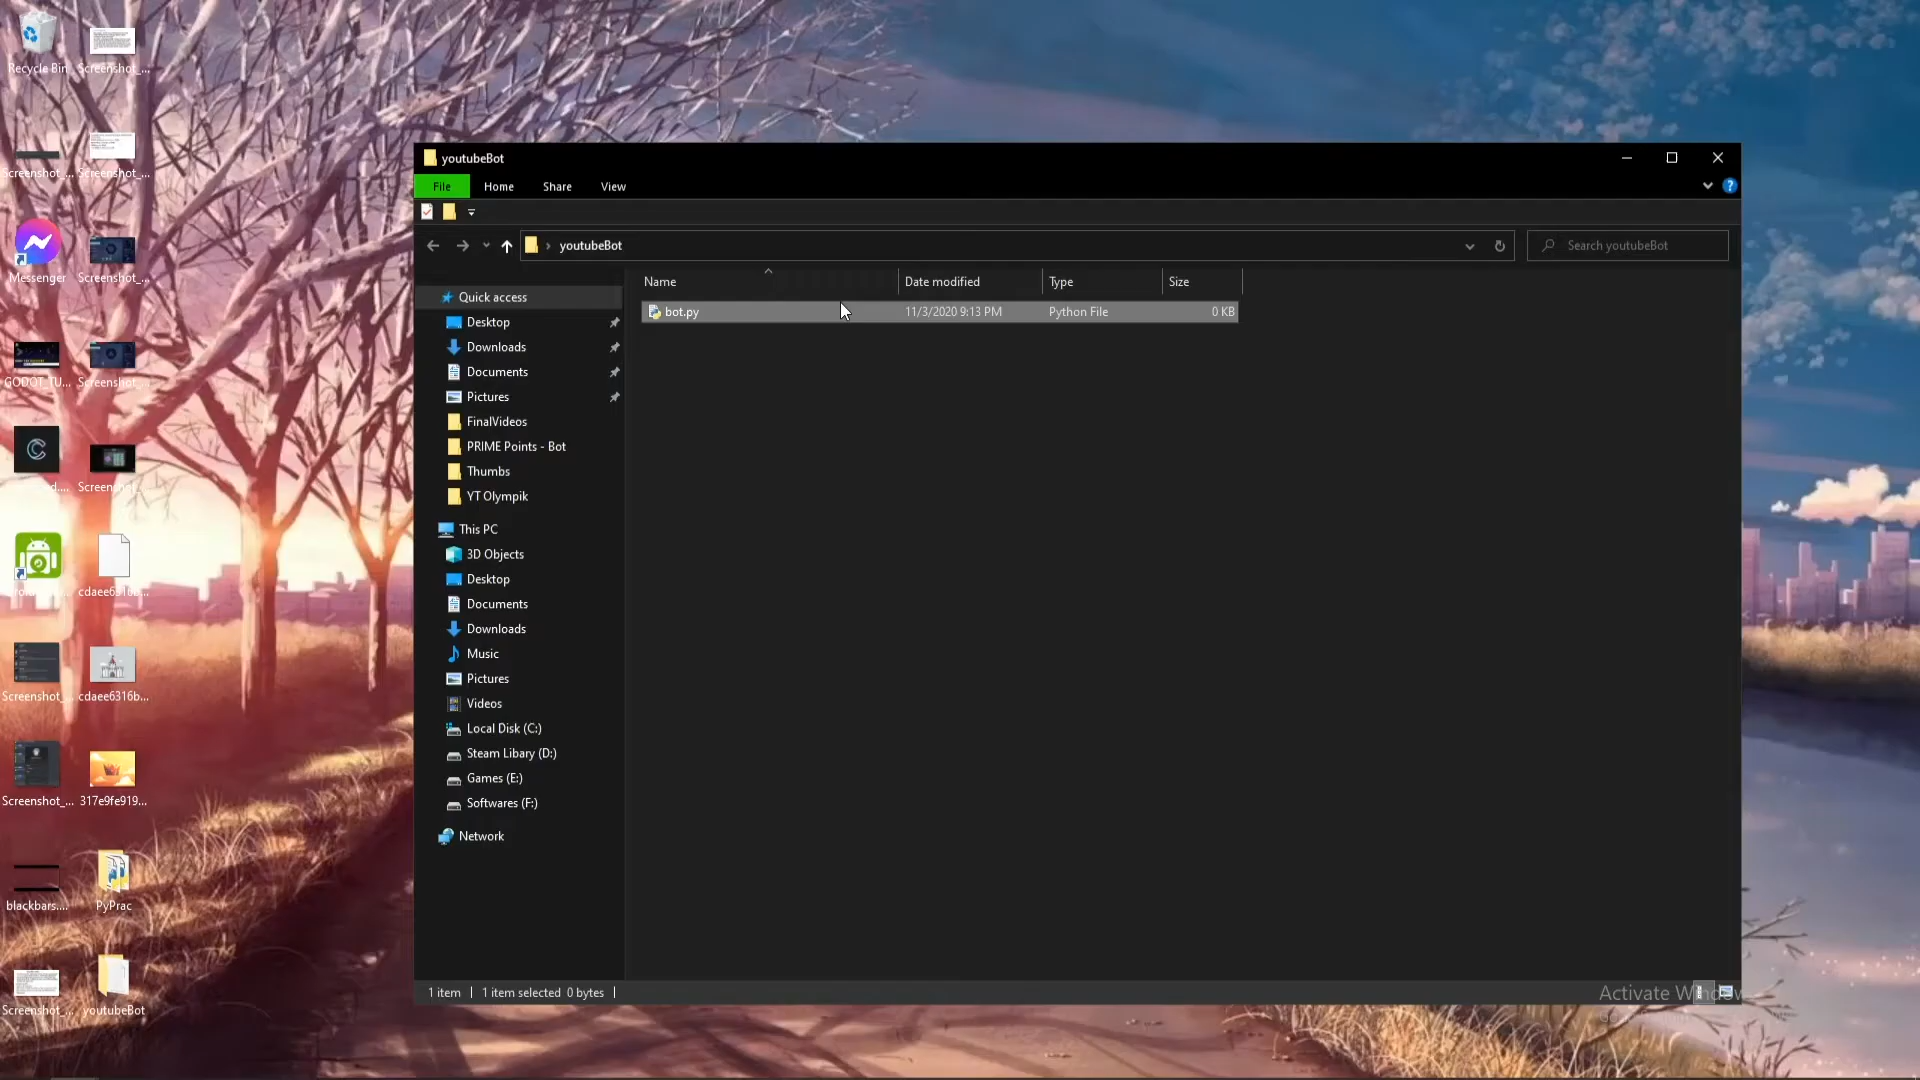 Recycle Bin
Screenshot_...
Screenshot_...
Screenshot_...
Messenger
Screenshot_...
GODOT_TU...
Screenshot_...
Screenshot_...
cdaee6316b...
Screenshot_...
cdaee6316b...
Screenshot_...
317e9fe919...
blackbars....
PyPrac
Screenshot_...
youtubeBot
youtubeBot
File
Home
Share
View
youtubeBot
Search youtubeBot
Name
Date modified
Type
Size
bot.py
11/3/2020 9:13 PM
Python File
0 KB
Quick access
Desktop
Downloads
Documents
Pictures
FinalVideos
PRIME Points - Bot
Thumbs
YT Olympik
This PC
3D Objects
Desktop
Documents
Downloads
Music
Pictures
Videos
Local Disk (C:)
Steam Libary (D:)
Games (E:)
Softwares (F:)
Network
1 item
1 item selected 0 bytes
Activate Window